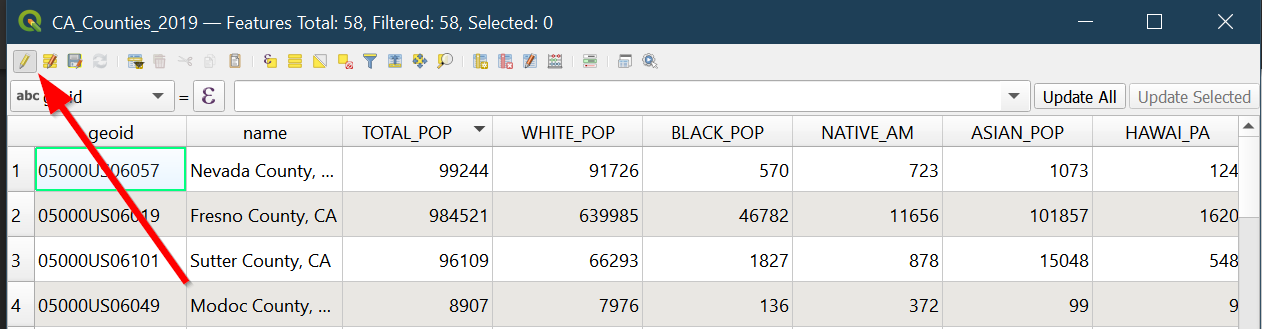 CA_Counties_2019 — Features Total: 58, Filtered: 58, Selected: 0
abc geoid = ε Update All Update Selected
geoid name TOTAL_POP WHITE_POP BLACK_POP NATIVE_AM ASIAN_POP HAWAI_PA
1 05000US06057 Nevada County, ... 99244 91726 570 723 1073 124
2 05000US06019 Fresno County, CA 984521 639985 46782 11656 101857 1620
3 05000US06101 Sutter County, CA 96109 66293 1827 878 15048 548
4 05000US06049 Modoc County, ... 8907 7976 136 372 99 9